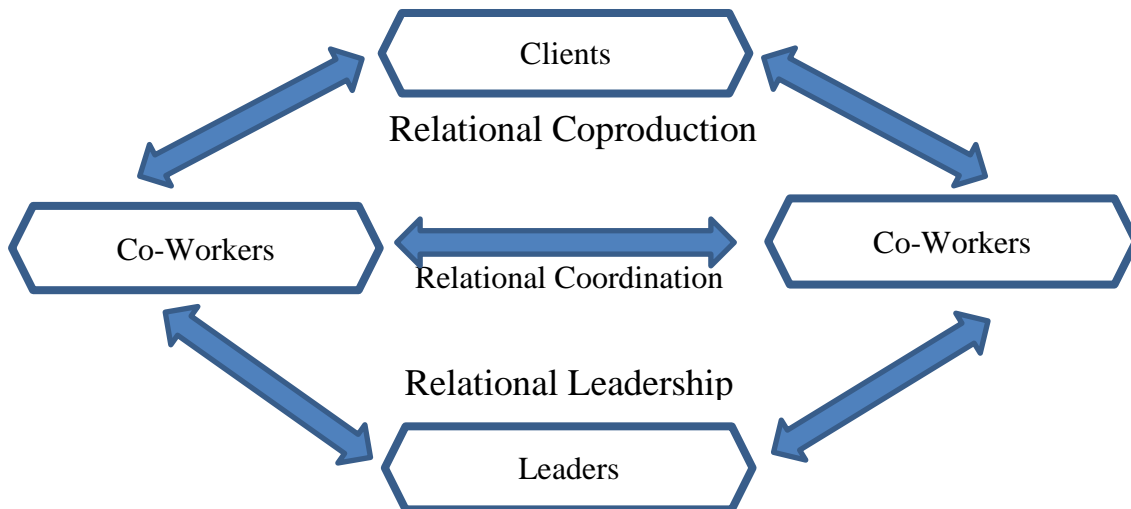 Clients
Relational Coproduction
Co-Workers
Co-Workers
Relational Coordination
Relational Leadership
Leaders